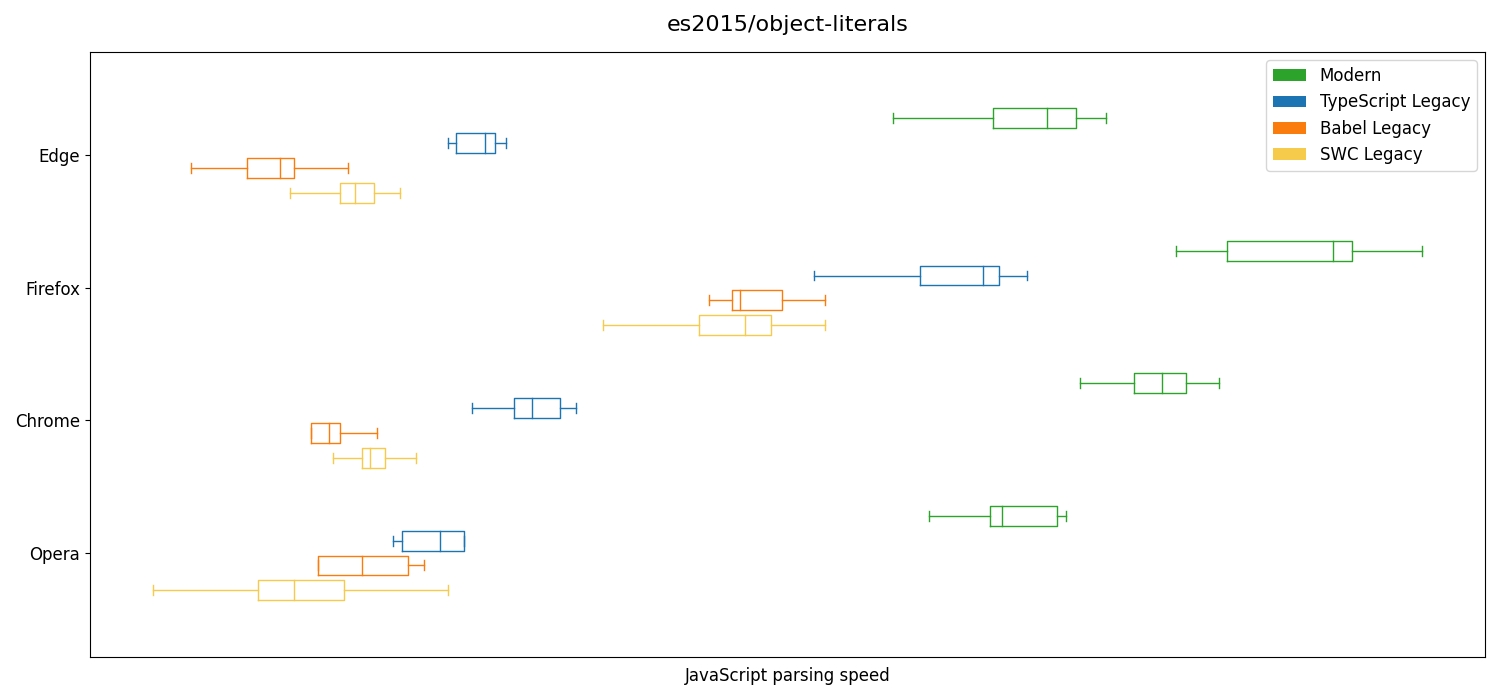 es2015/object-literals
Modern
TypeScript Legacy
Babel Legacy
SWC Legacy
Edge
Firefox
Chrome
Opera
JavaScript parsing speed